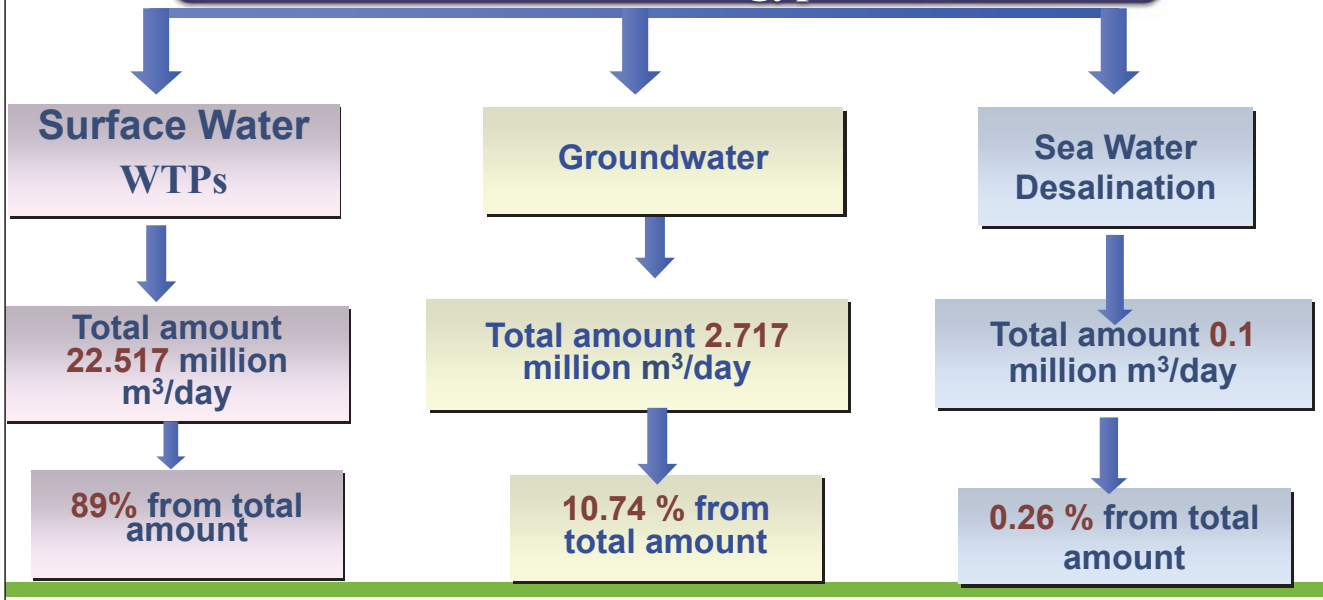 Surface Water
WTPs
Total amount
22.517 million
m³/day
89% from total
amount
Groundwater
Total amount 2.717
million m³/day
10.74 % from
total amount
Sea Water
Desalination
Total amount 0.1
million m³/day
0.26 % from total
amount